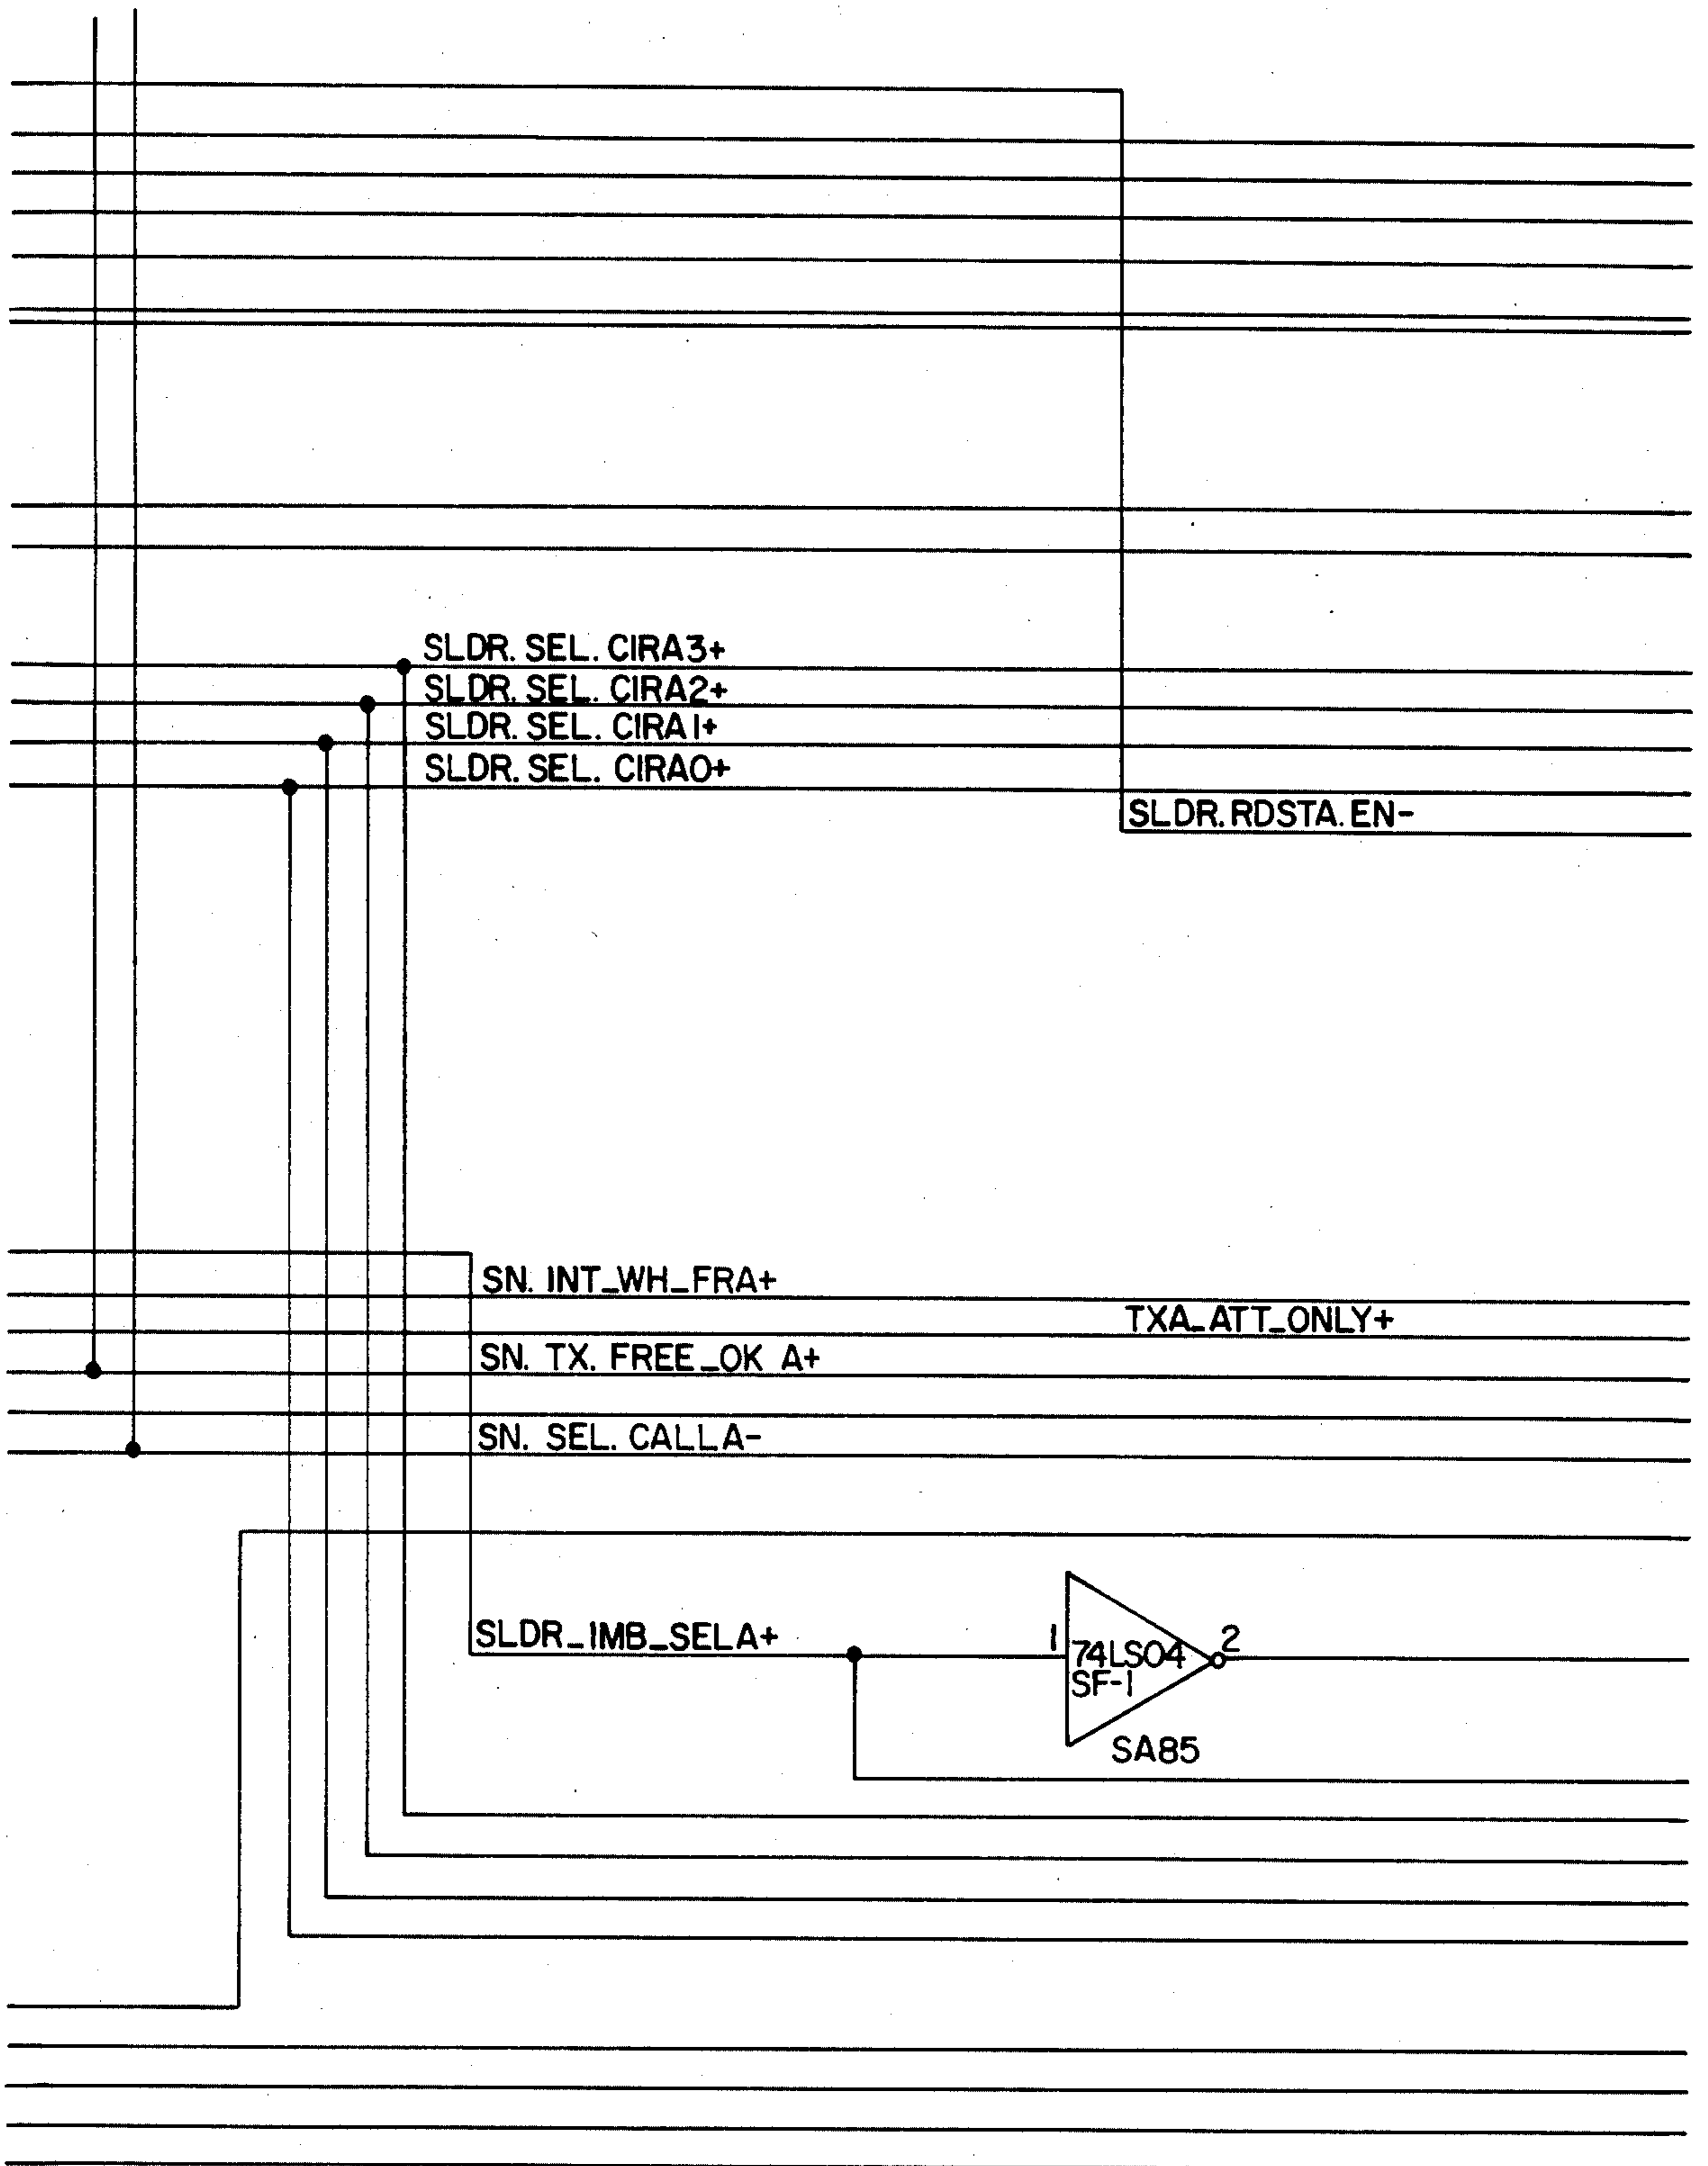 SLDR. SEL. CIRA3+
SLDR. SEL. CIRA2+
SLDR. SEL. CIRA1+
SLDR. SEL. CIRA0+
SLDR. RDSTA. EN-
SN. INT_WH_FRA+
TXA_ATT_ONLY+
SN. TX. FREE_OK A+
SN. SEL. CALLA-
SLDR_IMB_SELA+
1 74LS04 2
SF-1
SA85